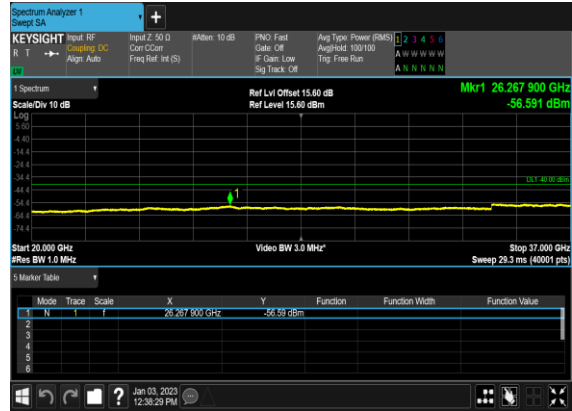 Spectrum Analyzer 1
Swept SA
+
KEYSIGHT
R T
LV
Input: RF
Coupling: DC
Align: Auto
Input Z: 50 Ω
Corr CCorr
Freq Ref: Int (S)
#Atten: 10 dB
PNO: Fast
Gate: Off
IF Gain: Low
Sig Track: Off
Avg Type: Power (RMS)
Avg|Hold: 100/100
Trig: Free Run
1 2 3 4 5 6
A W W W W W
A N N N N N
1 Spectrum
Scale/Div 10 dB
Ref Lvl Offset 15.60 dB
Ref Level 15.60 dBm
Mkr1 26.267 900 GHz
-56.591 dBm
Log
5.60
-4.40
-14.4
-24.4
-34.4
-44.4
-54.4
-64.4
-74.4
DL1 -40.00 dBm
1
Start 20.000 GHz
#Res BW 1.0 MHz
Video BW 3.0 MHz*
Stop 37.000 GHz
Sweep 29.3 ms (40001 pts)
5 Marker Table
Mode Trace Scale X Y Function Function Width Function Value
1 N 1 f 26.267 900 GHz -56.59 dBm
2
3
4
5
6
?
Jan 03, 2023
12:38:29 PM